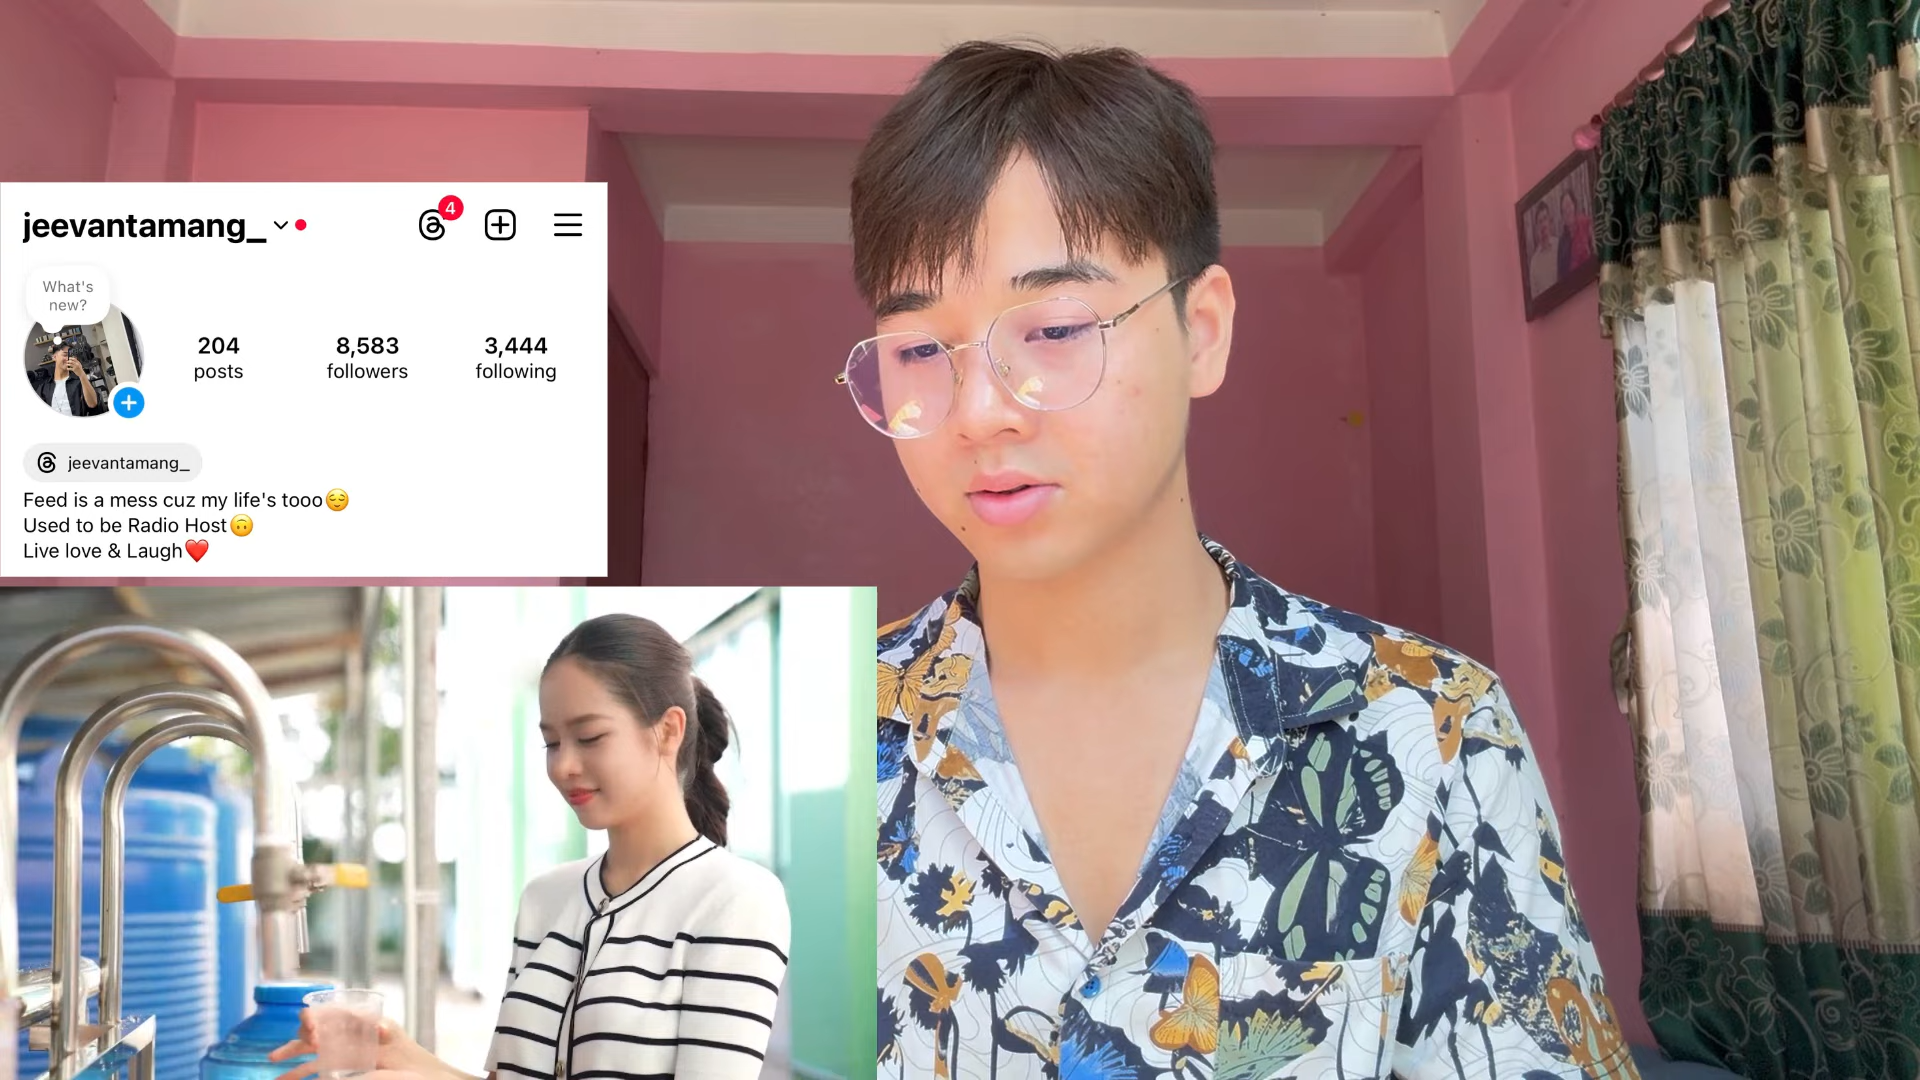 jeevantamang_
4
What's
new?
204 posts
8,583 followers
3,444 following
jeevantamang_
Feed is a mess cuz my life's tooo😌
Used to be Radio Host🙃
Live love & Laugh❤️